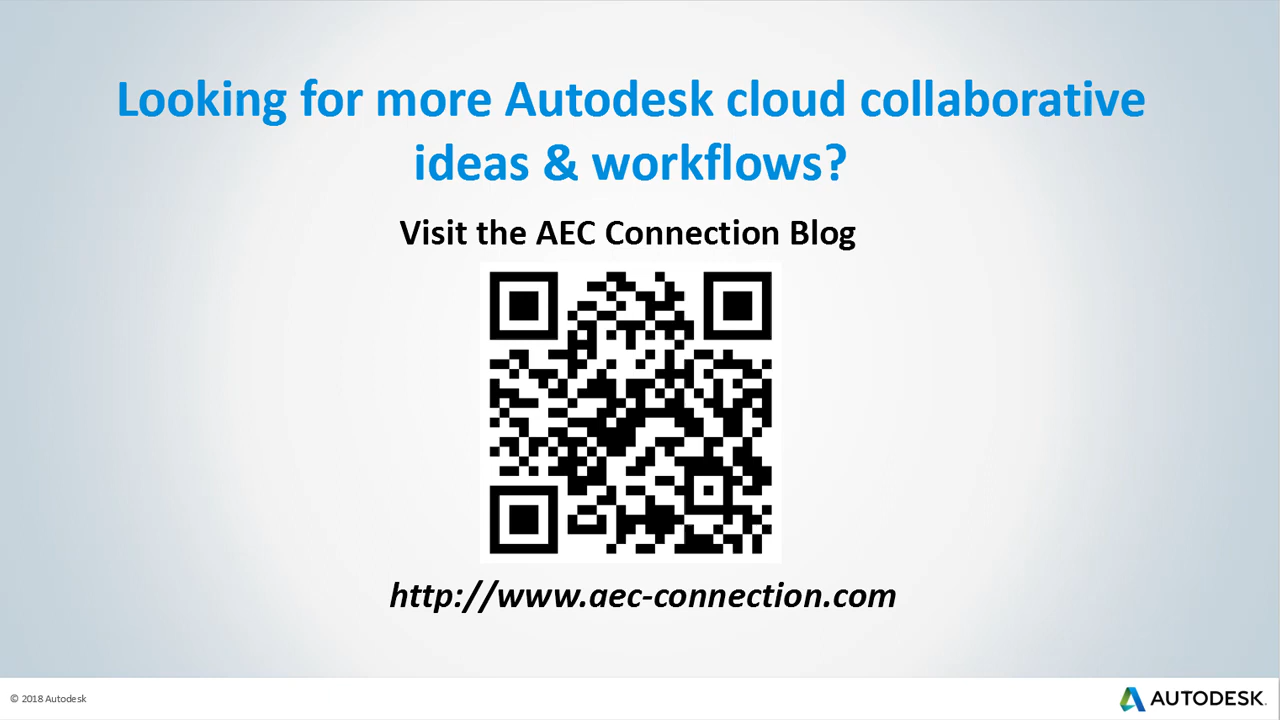 Looking for more Autodesk cloud collaborative
ideas & workflows?
Visit the AEC Connection Blog
http://www.aec-connection.com
© 2018 Autodesk
AUTODESK.